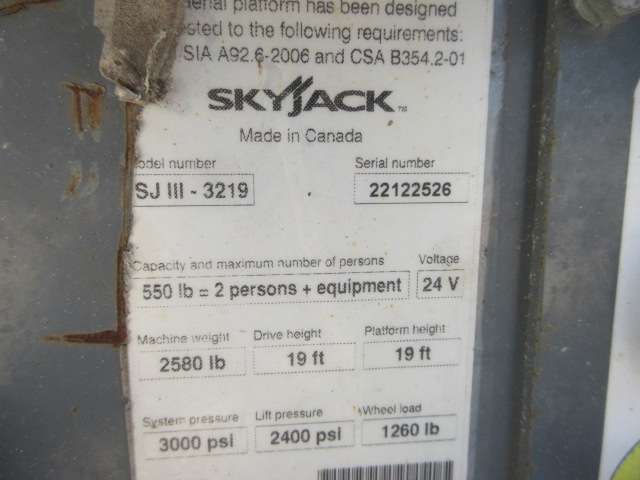 aerial platform has been designed
ested to the following requirements:
SIA A92.6-2006 and CSA B354.2-01
SKYJACK™
Made in Canada
odel number Serial number
SJ III - 3219 22122526
Capacity and maximum number of persons Voltage
550 lb = 2 persons + equipment 24 V
Machine weight Drive height Platform height
2580 lb 19 ft 19 ft
System pressure Lift pressure Wheel load
3000 psi 2400 psi 1260 lb